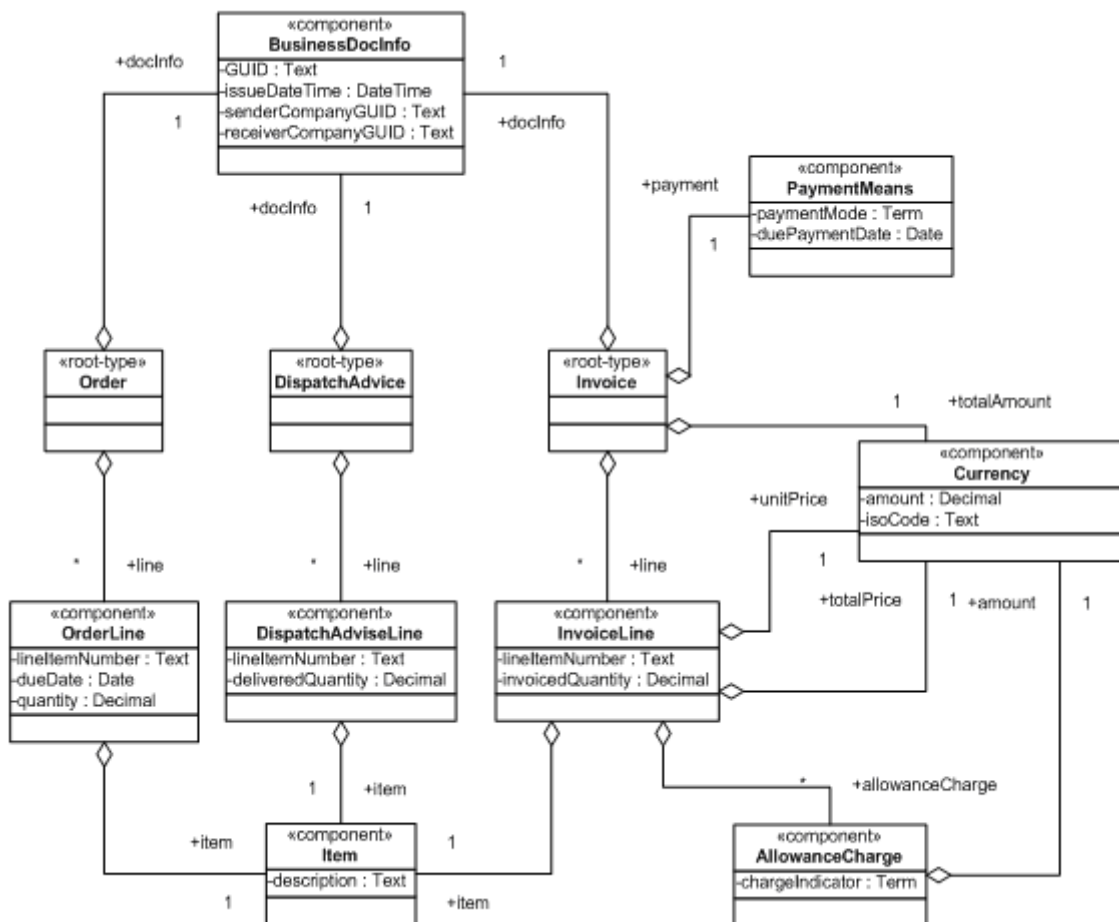 «component»
BusinessDocInfo
-GUID : Text
-issueDateTime : DateTime
-senderCompanyGUID : Text
-receiverCompanyGUID : Text
+docInfo
1
1
+docInfo
+docInfo
1
«component»
PaymentMeans
-paymentMode : Term
-duePaymentDate : Date
+payment
1
«root-type»
Order
«root-type»
DispatchAdvice
«root-type»
Invoice
1
+totalAmount
«component»
Currency
-amount : Decimal
-isoCode : Text
+unitPrice
1
* +line
* +line
* +line
+totalPrice
1
+amount
1
«component»
OrderLine
-lineItemNumber : Text
-dueDate : Date
-quantity : Decimal
«component»
DispatchAdviseLine
-lineItemNumber : Text
-deliveredQuantity : Decimal
«component»
InvoiceLine
-lineItemNumber : Text
-invoicedQuantity : Decimal
1 +item
* +allowanceCharge
+item
1
1
+item
«component»
Item
-description : Text
«component»
AllowanceCharge
-chargeIndicator : Term